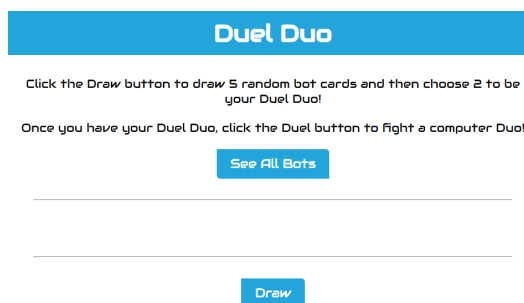 Duel Duo
Click the Draw button to draw 5 random bot cards and then choose 2 to be
your Duel Duo!
Once you have your Duel Duo, click the Duel button to fight a computer Duo!
See All Bots
Draw